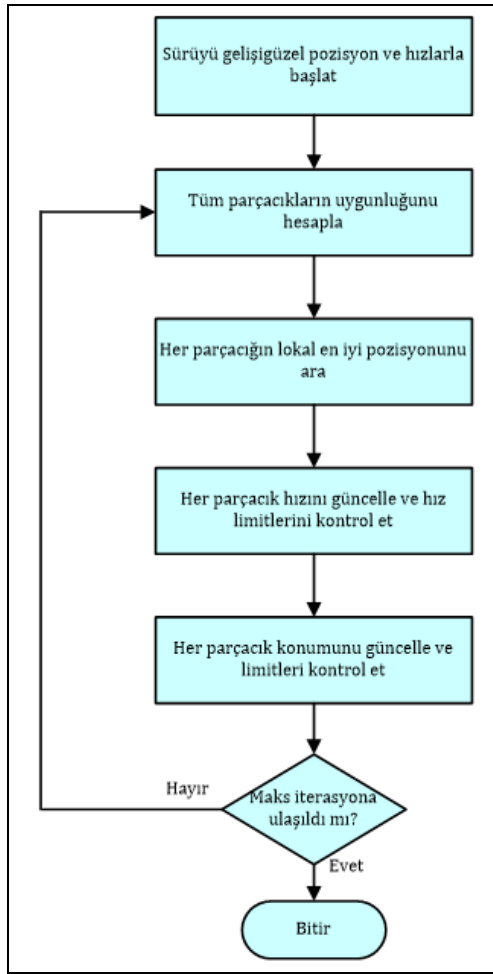 Sürüyü gelişigüzel pozisyon ve hızlarla
başlat
Tüm parçacıkların uygunluğunu
hesapla
Her parçacığın lokal en iyi pozisyonunu
ara
Her parçacık hızını güncelle ve hız
limitlerini kontrol et
Her parçacık konumunu güncelle ve
limitleri kontrol et
Hayır
Maks iterasyona
ulaşıldı mı?
Evet
Bitir